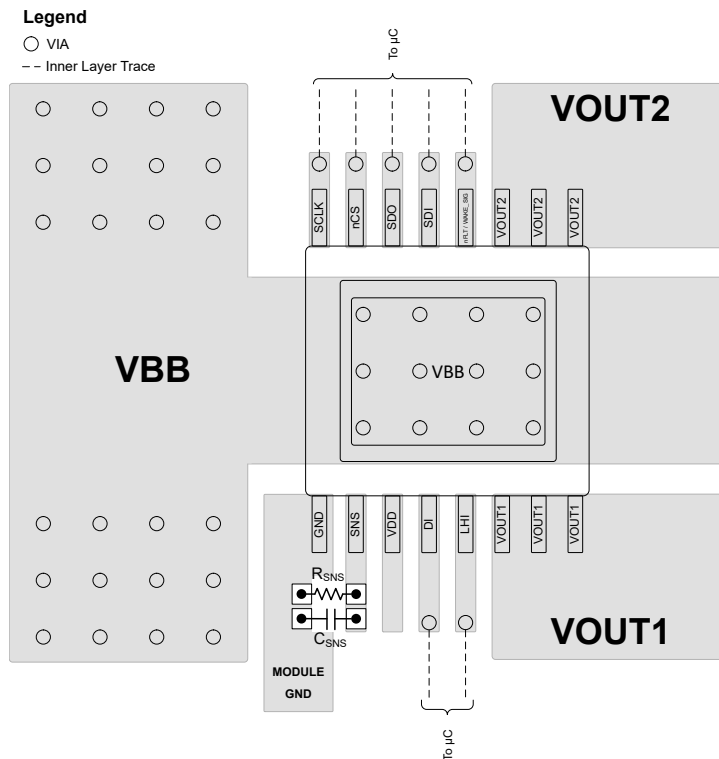 Legend
VIA
Inner Layer Trace
To µC
VOUT2
SCLK
nCS
SDO
SDI
nFLT / WAKE_SIG
VOUT2
VOUT2
VOUT2
VBB
VBB
GND
SNS
VDD
DI
LHI
VOUT1
VOUT1
VOUT1
RSNS
CSNS
VOUT1
MODULE
GND
To µC